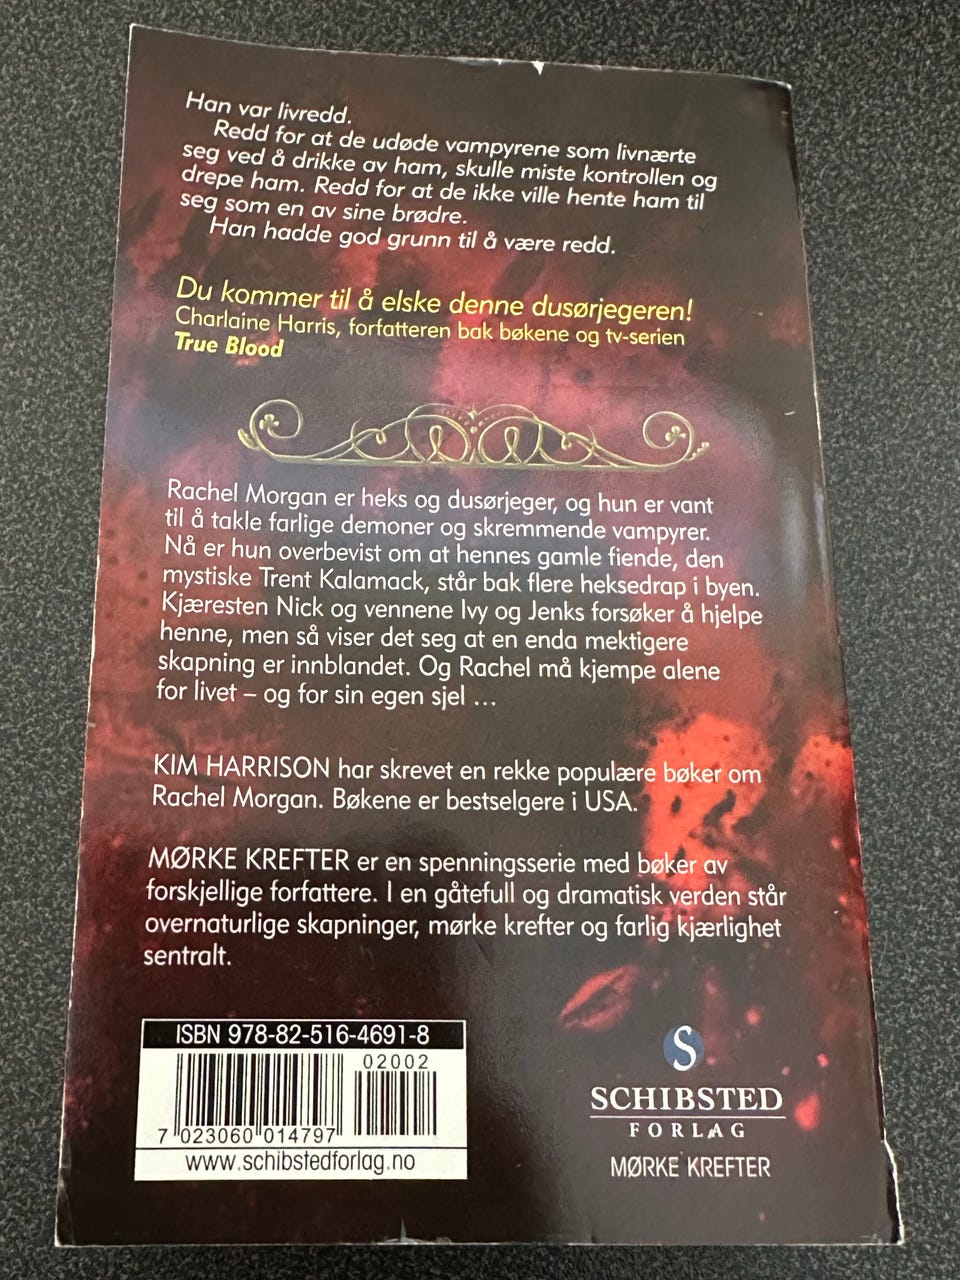 Han var livredd.
Redd for at de udøde vampyrene som livnærte
seg ved å drikke av ham, skulle miste kontrollen og
drepe ham. Redd for at de ikke ville hente ham til
seg som en av sine brødre.
Han hadde god grunn til å være redd.
Du kommer til å elske denne dusørjegeren!
Charlaine Harris, forfatteren bak bøkene og tv-serien
True Blood
Rachel Morgan er heks og dusørjeger, og hun er vant
til å takle farlige demoner og skremmende vampyrer.
Nå er hun overbevist om at hennes gamle fiende, den
mystiske Trent Kalamack, står bak flere heksedrap i byen.
Kjæresten Nick og vennene Ivy og Jenks forsøker å hjelpe
henne, men så viser det seg at en enda mektigere
skapning er innblandet. Og Rachel må kjempe alene
for livet – og for sin egen sjel ...
KIM HARRISON har skrevet en rekke populære bøker om
Rachel Morgan. Bøkene er bestselgere i USA.
MØRKE KREFTER er en spenningsserie med bøker av
forskjellige forfattere. I en gåtefull og dramatisk verden står
overnaturlige skapninger, mørke krefter og farlig kjærlighet
sentralt.
ISBN 978-82-516-4691-8
02002
7 023060 014797
www.schibstedforlag.no
S
SCHIBSTED
FORLAG
MØRKE KREFTER